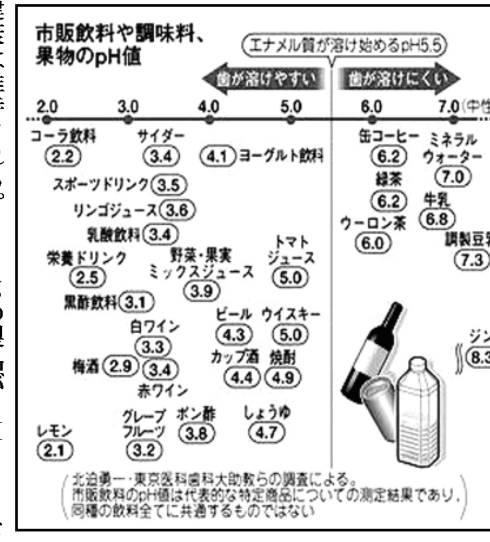 市販飲料や調味料、
果物のpH値
エナメル質が溶け始めるpH5.5
歯が溶けやすい 歯が溶けにくい
2.0 3.0 4.0 5.0 6.0 7.0 (中性
コーラ飲料
2.2
サイダー
3.4
4.1 ヨーグルト飲料
缶コーヒー
6.2
ミネラル
ウォーター
7.0
スポーツドリンク 3.5
緑茶
6.2
リンゴジュース 3.6
牛乳
6.8
乳酸飲料 3.4
ウーロン茶
6.0
調製豆乳
7.3
栄養ドリンク
2.5
野菜・果実
ミックスジュース
3.9
トマト
ジュース
5.0
黒酢飲料 3.1
白ワイン
3.3
ビール
4.3
ウイスキー
5.0
ジン
8.3
梅酒 2.9
3.4
赤ワイン
カップ酒
4.4
焼酎
4.9
レモン
2.1
グレープ
フルーツ
3.2
ポン酢
3.8
しょうゆ
4.7
北迫勇一・東京医科歯科大助教らの調査による。
市販飲料のpH値は代表的な特定商品についての測定結果であり、
同種の飲料全てに共通するものではない